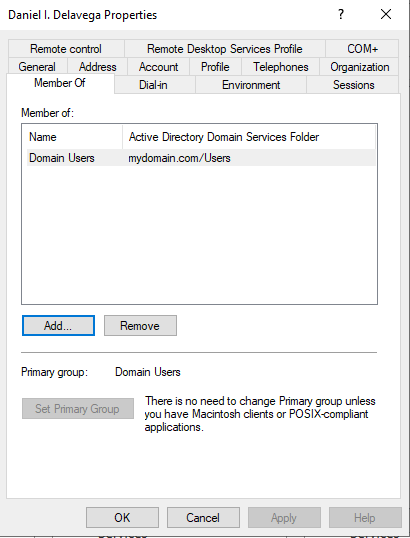 Daniel I. Delavega Properties
?
Remote control Remote Desktop Services Profile COM+
General Address Account Profile Telephones Organization
Member Of Dial-in Environment Sessions
Member of:
Name Active Directory Domain Services Folder
Domain Users mydomain.com/Users
Add... Remove
Primary group: Domain Users
Set Primary Group
There is no need to change Primary group unless
you have Macintosh clients or POSIX-compliant
applications.
OK Cancel Apply Help